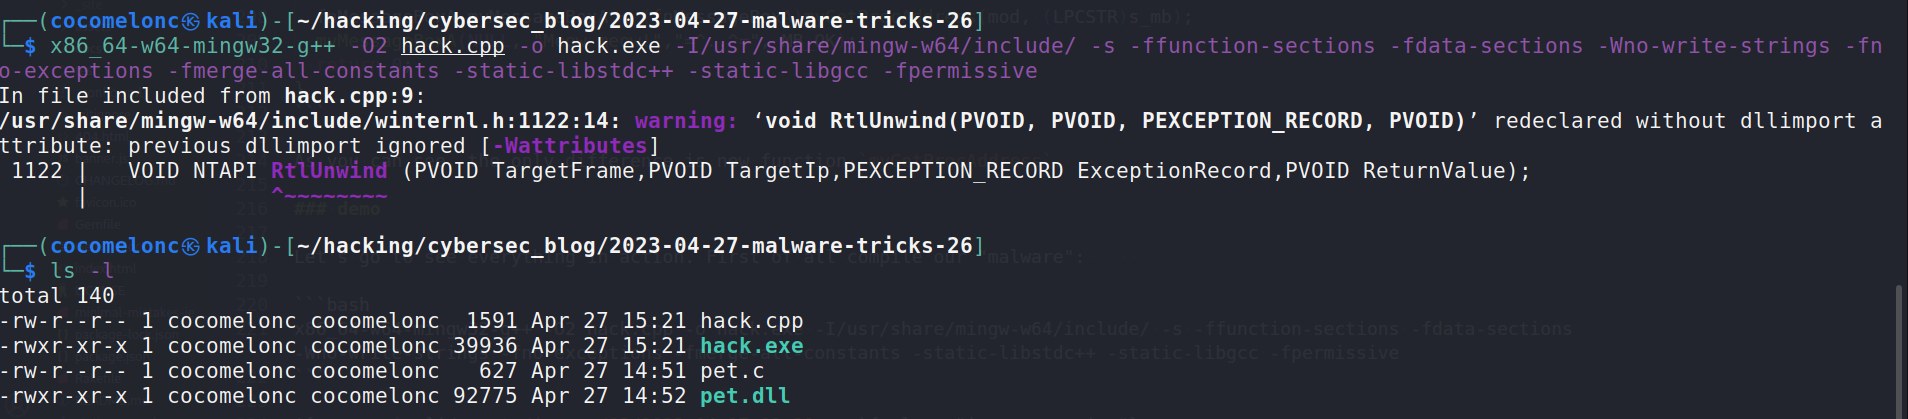 ┌──(cocomelonc㉿kali)-[~/hacking/cybersec_blog/2023-04-27-malware-tricks-26]
└─$ x86_64-w64-mingw32-g++ -O2 hack.cpp -o hack.exe -I/usr/share/mingw-w64/include/ -s -ffunction-sections -fdata-sections -Wno-write-strings -fn
o-exceptions -fmerge-all-constants -static-libstdc++ -static-libgcc -fpermissive
In file included from hack.cpp:9:
/usr/share/mingw-w64/include/winternl.h:1122:14: warning: ‘void RtlUnwind(PVOID, PVOID, PEXCEPTION_RECORD, PVOID)’ redeclared without dllimport a
ttribute: previous dllimport ignored [-Wattributes]
 1122 |   VOID NTAPI RtlUnwind (PVOID TargetFrame,PVOID TargetIp,PEXCEPTION_RECORD ExceptionRecord,PVOID ReturnValue);
      |              ^~~~~~~~~
### demo
┌──(cocomelonc㉿kali)-[~/hacking/cybersec_blog/2023-04-27-malware-tricks-26]
└─$ ls -l
total 140
-rw-r--r-- 1 cocomelonc cocomelonc  1591 Apr 27 15:21 hack.cpp
-rwxr-xr-x 1 cocomelonc cocomelonc 39936 Apr 27 15:21 hack.exe
-rw-r--r-- 1 cocomelonc cocomelonc   627 Apr 27 14:51 pet.c
-rwxr-xr-x 1 cocomelonc cocomelonc 92775 Apr 27 14:52 pet.dll